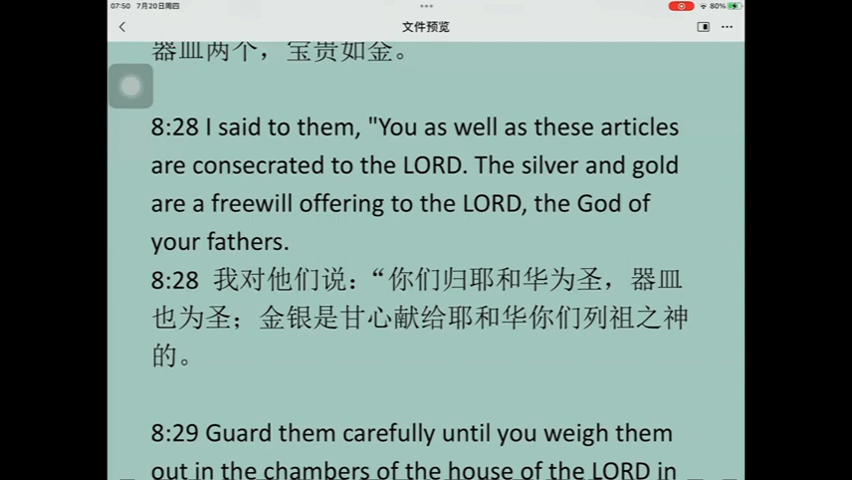 07:50 7月20日周四
80%
文件预览
器皿两个，宝贵如金。
8:28 I said to them, "You as well as these articles
are consecrated to the LORD. The silver and gold
are a freewill offering to the LORD, the God of
your fathers.
8:28 我对他们说：“你们归耶和华为圣，器皿
也为圣；金银是甘心献给耶和华你们列祖之神
的。
8:29 Guard them carefully until you weigh them
out in the chambers of the house of the LORD in